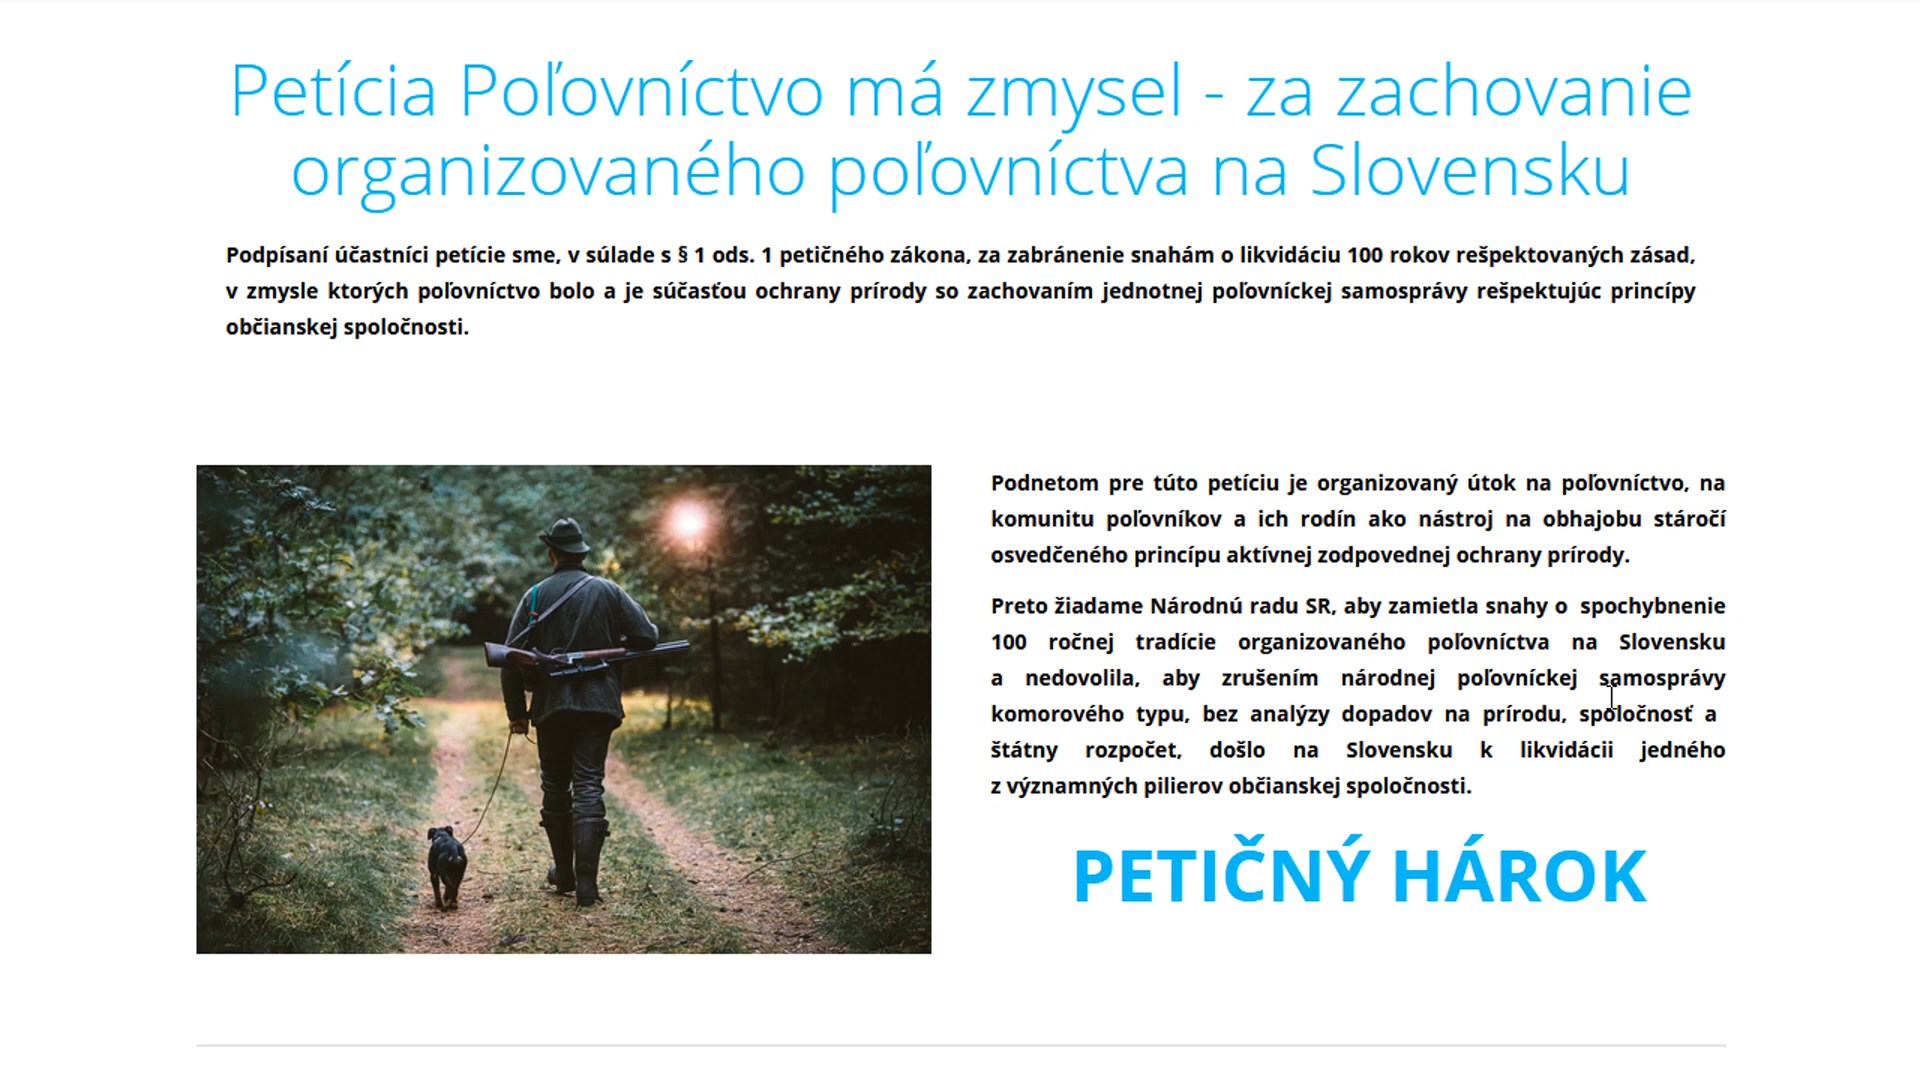 Petícia Poľovníctvo má zmysel - za zachovanie
organizovaného poľovníctva na Slovensku
Podpísaní účastníci petície sme, v súlade s § 1 ods. 1 petičného zákona, za zabránenie snahám o likvidáciu 100 rokov rešpektovaných zásad,
v zmysle ktorých poľovníctvo bolo a je súčasťou ochrany prírody so zachovaním jednotnej poľovníckej samosprávy rešpektujúc princípy
občianskej spoločnosti.
Podnetom pre túto petíciu je organizovaný útok na poľovníctvo, na
komunitu poľovníkov a ich rodín ako nástroj na obhajobu stáročí
osvedčeného princípu aktívnej zodpovednej ochrany prírody.
Preto žiadame Národnú radu SR, aby zamietla snahy o spochybnenie
100 ročnej tradície organizovaného poľovníctva na Slovensku
a nedovolila, aby zrušením národnej poľovníckej samosprávy
komorového typu, bez analýzy dopadov na prírodu, spoločnosť a
štátny rozpočet, došlo na Slovensku k likvidácii jedného
z významných pilierov občianskej spoločnosti.
PETIČNÝ HÁROK